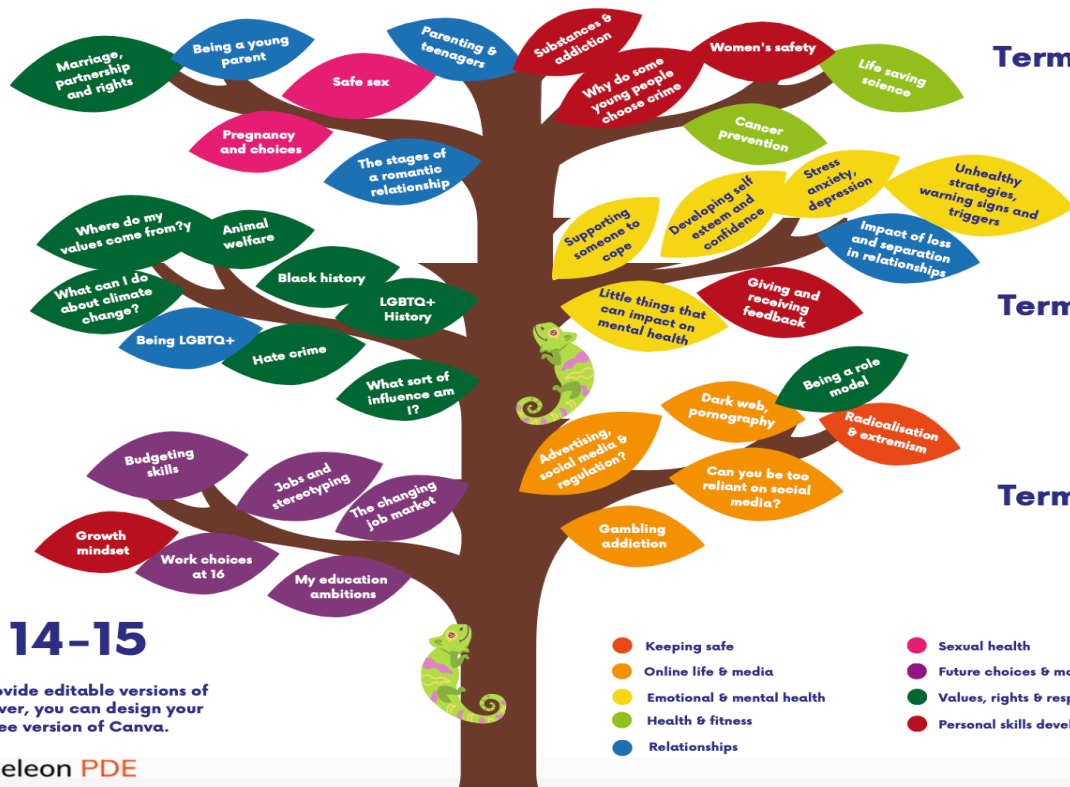 Marriage,
partnership
and rights
Being a young
parent
Safe sex
Parenting &
teenagers
Pregnancy
and choices
The stages of
a romantic
relationship
Substances &
addiction
Why do some
young people
choose crime
Women's safety
Life saving
science
Cancer
prevention
Term
Where do my
values come from?y
Animal
welfare
Black history
LGBTQ+
History
What can I do
about climate
change?
Being LGBTQ+
Hate crime
What sort of
influence am
I?
Supporting
someone to
cope
Developing self
esteem and
confidence
Stress
anxiety,
depression
Unhealthy
strategies,
warning signs and
triggers
Impact of loss
and separation
in relationships
Little things that
can impact on
mental health
Giving and
receiving
feedback
Term
Budgeting
skills
Jobs and
stereotyping
The changing
job market
Growth
mindset
Work choices
at 16
My education
ambitions
Advertising,
social media &
regulation?
Dark web,
pornography
Being a role
model
Radicalisation
& extremism
Can you be too
reliant on social
media?
Gambling
addiction
Term
14-15
ovide editable versions of
ver, you can design your
ee version of Canva.
eleon PDE
Keeping safe
Online life & media
Emotional & mental health
Health & fitness
Relationships
Sexual health
Future choices & mo
Values, rights & resp
Personal skills devel